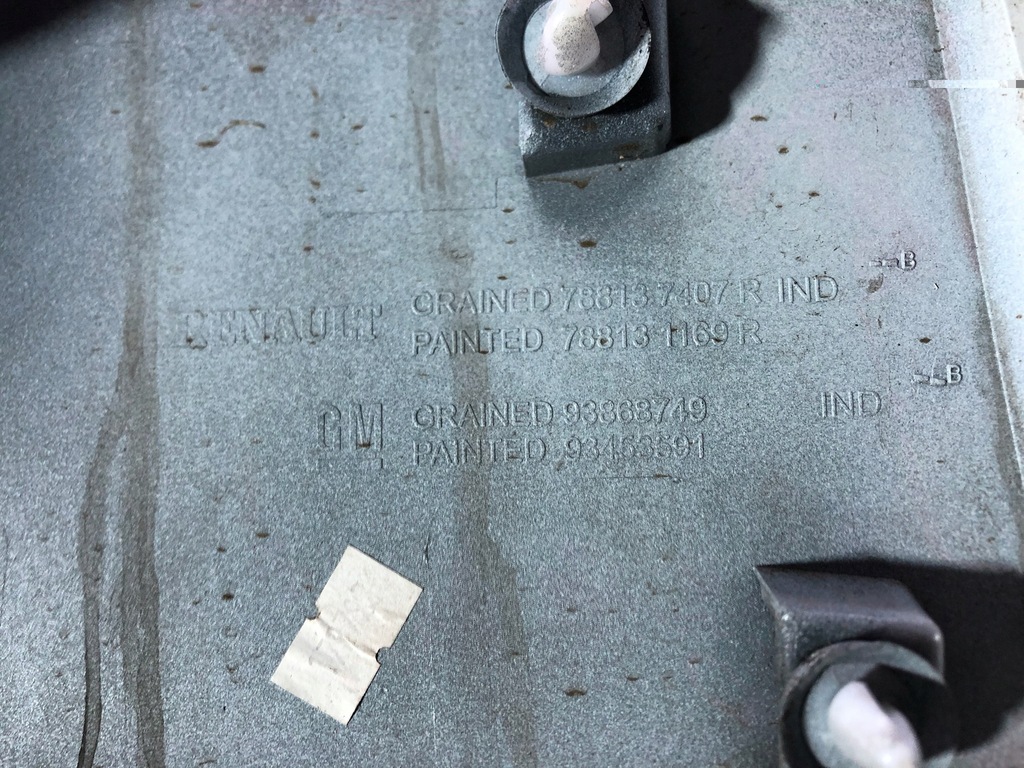 RENAULT
GRAINED 78813 7407 R IND
PAINTED 78813 1169 R
B
GM
GRAINED 93868749 IND
PAINTED 93453591
B